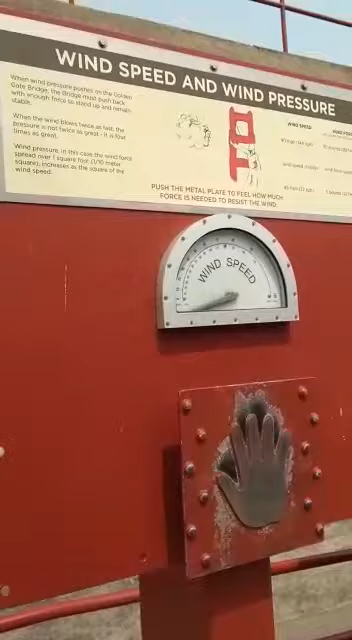 WIND SPEED AND WIND PRESSURE
When wind pressure pushes on the Golden
Gate Bridge, the Bridge must push back
with enough force to stand up and remain
stable.
When the wind blows twice as fast, the
pressure is not twice as great - it is four
times as great.
Wind pressure, in this case the wind force
spread over 1 square foot (1/10 meter
square), increases as the square of the
wind speed.
WIND SPEED
PUSH THE METAL PLATE TO FEEL HOW MUCH
FORCE IS NEEDED TO RESIST THE WIND.
WIND SPEED